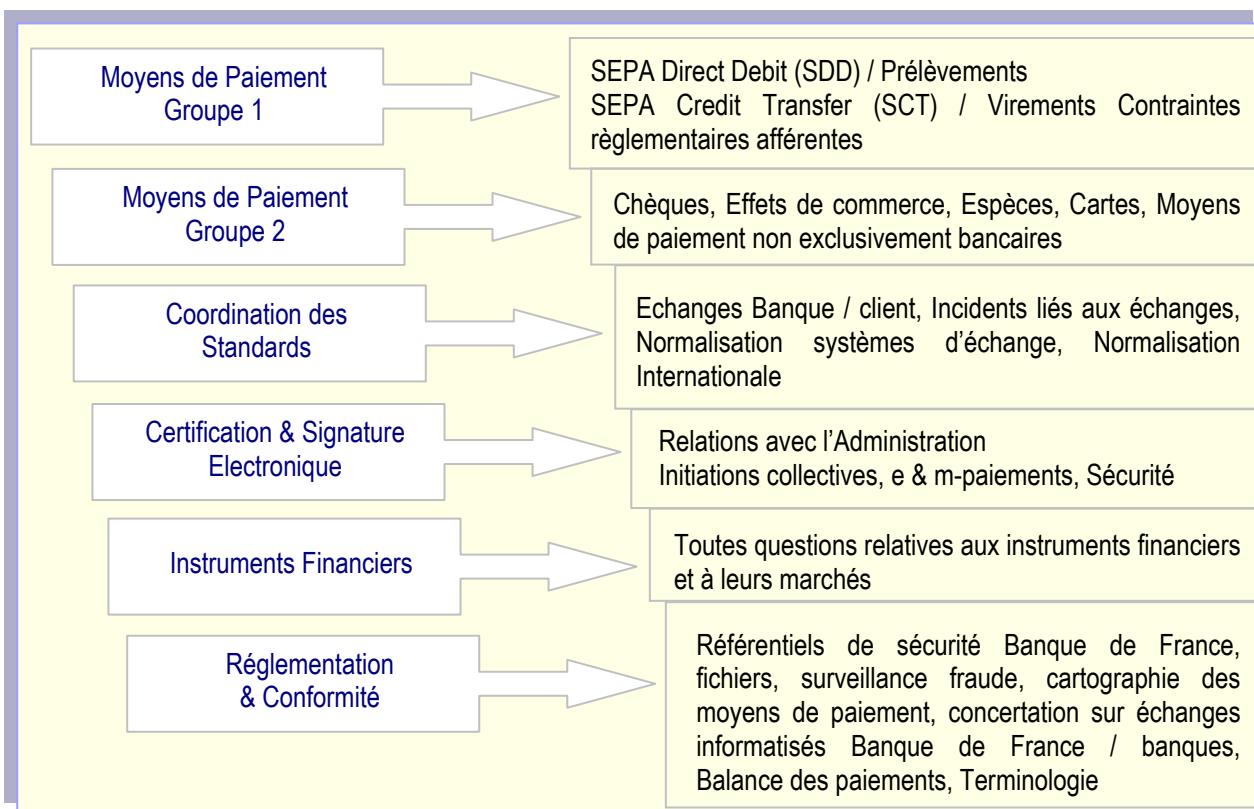 Moyens de Paiement
Groupe 1
SEPA Direct Debit (SDD) / Prélèvements
SEPA Credit Transfer (SCT) / Virements Contraintes
règlementaires afférentes
Moyens de Paiement
Groupe 2
Chèques, Effets de commerce, Espèces, Cartes, Moyens
de paiement non exclusivement bancaires
Coordination des
Standards
Echanges Banque / client, Incidents liés aux échanges,
Normalisation systèmes d’échange, Normalisation
Internationale
Certification & Signature
Electronique
Relations avec l’Administration
Initiations collectives, e & m-paiements, Sécurité
Instruments Financiers
Toutes questions relatives aux instruments financiers
et à leurs marchés
Réglementation
& Conformité
Référentiels de sécurité Banque de France,
fichiers, surveillance fraude, cartographie des
moyens de paiement, concertation sur échanges
informatisés Banque de France / banques,
Balance des paiements, Terminologie